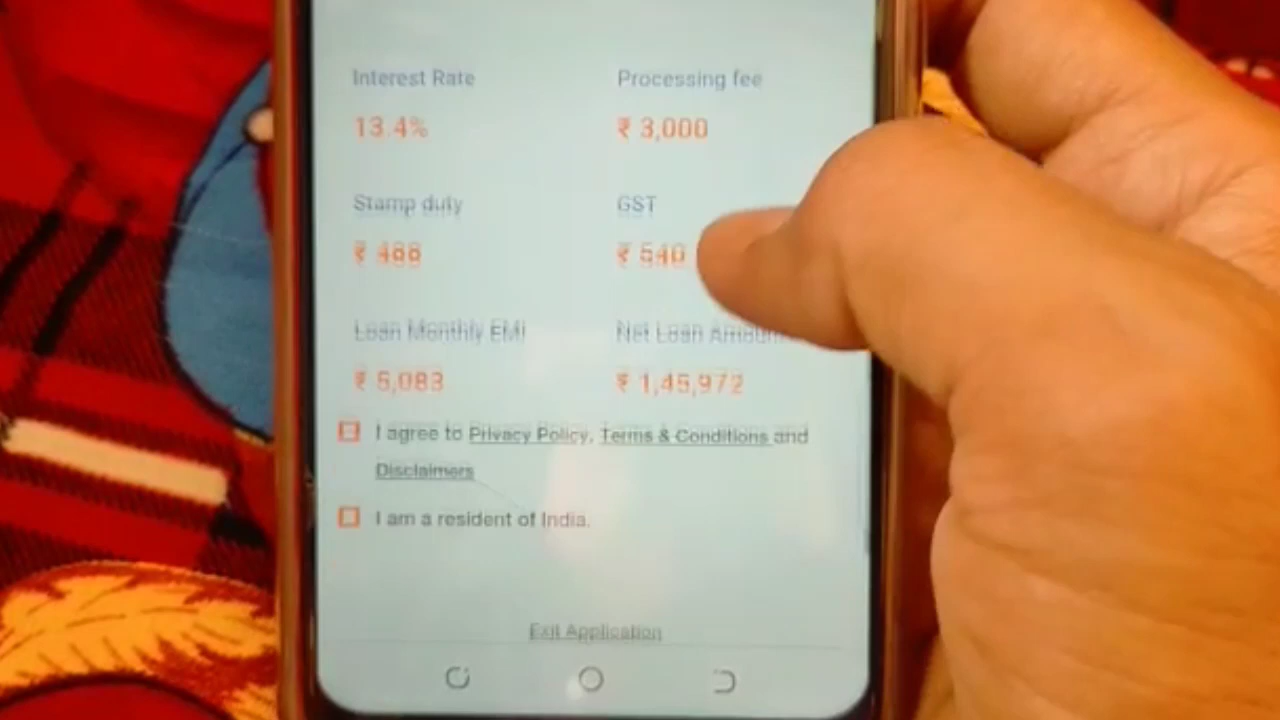 Interest Rate
Processing fee
13.4%
₹ 3,000
Stamp duty
GST
₹ 488
₹ 540
Loan Monthly EMI
Net Loan Amoun
₹ 5,083
₹ 1,45,972
I agree to Privacy Policy, Terms & Conditions and
Disclaimers
I am a resident of India.
Exit Application